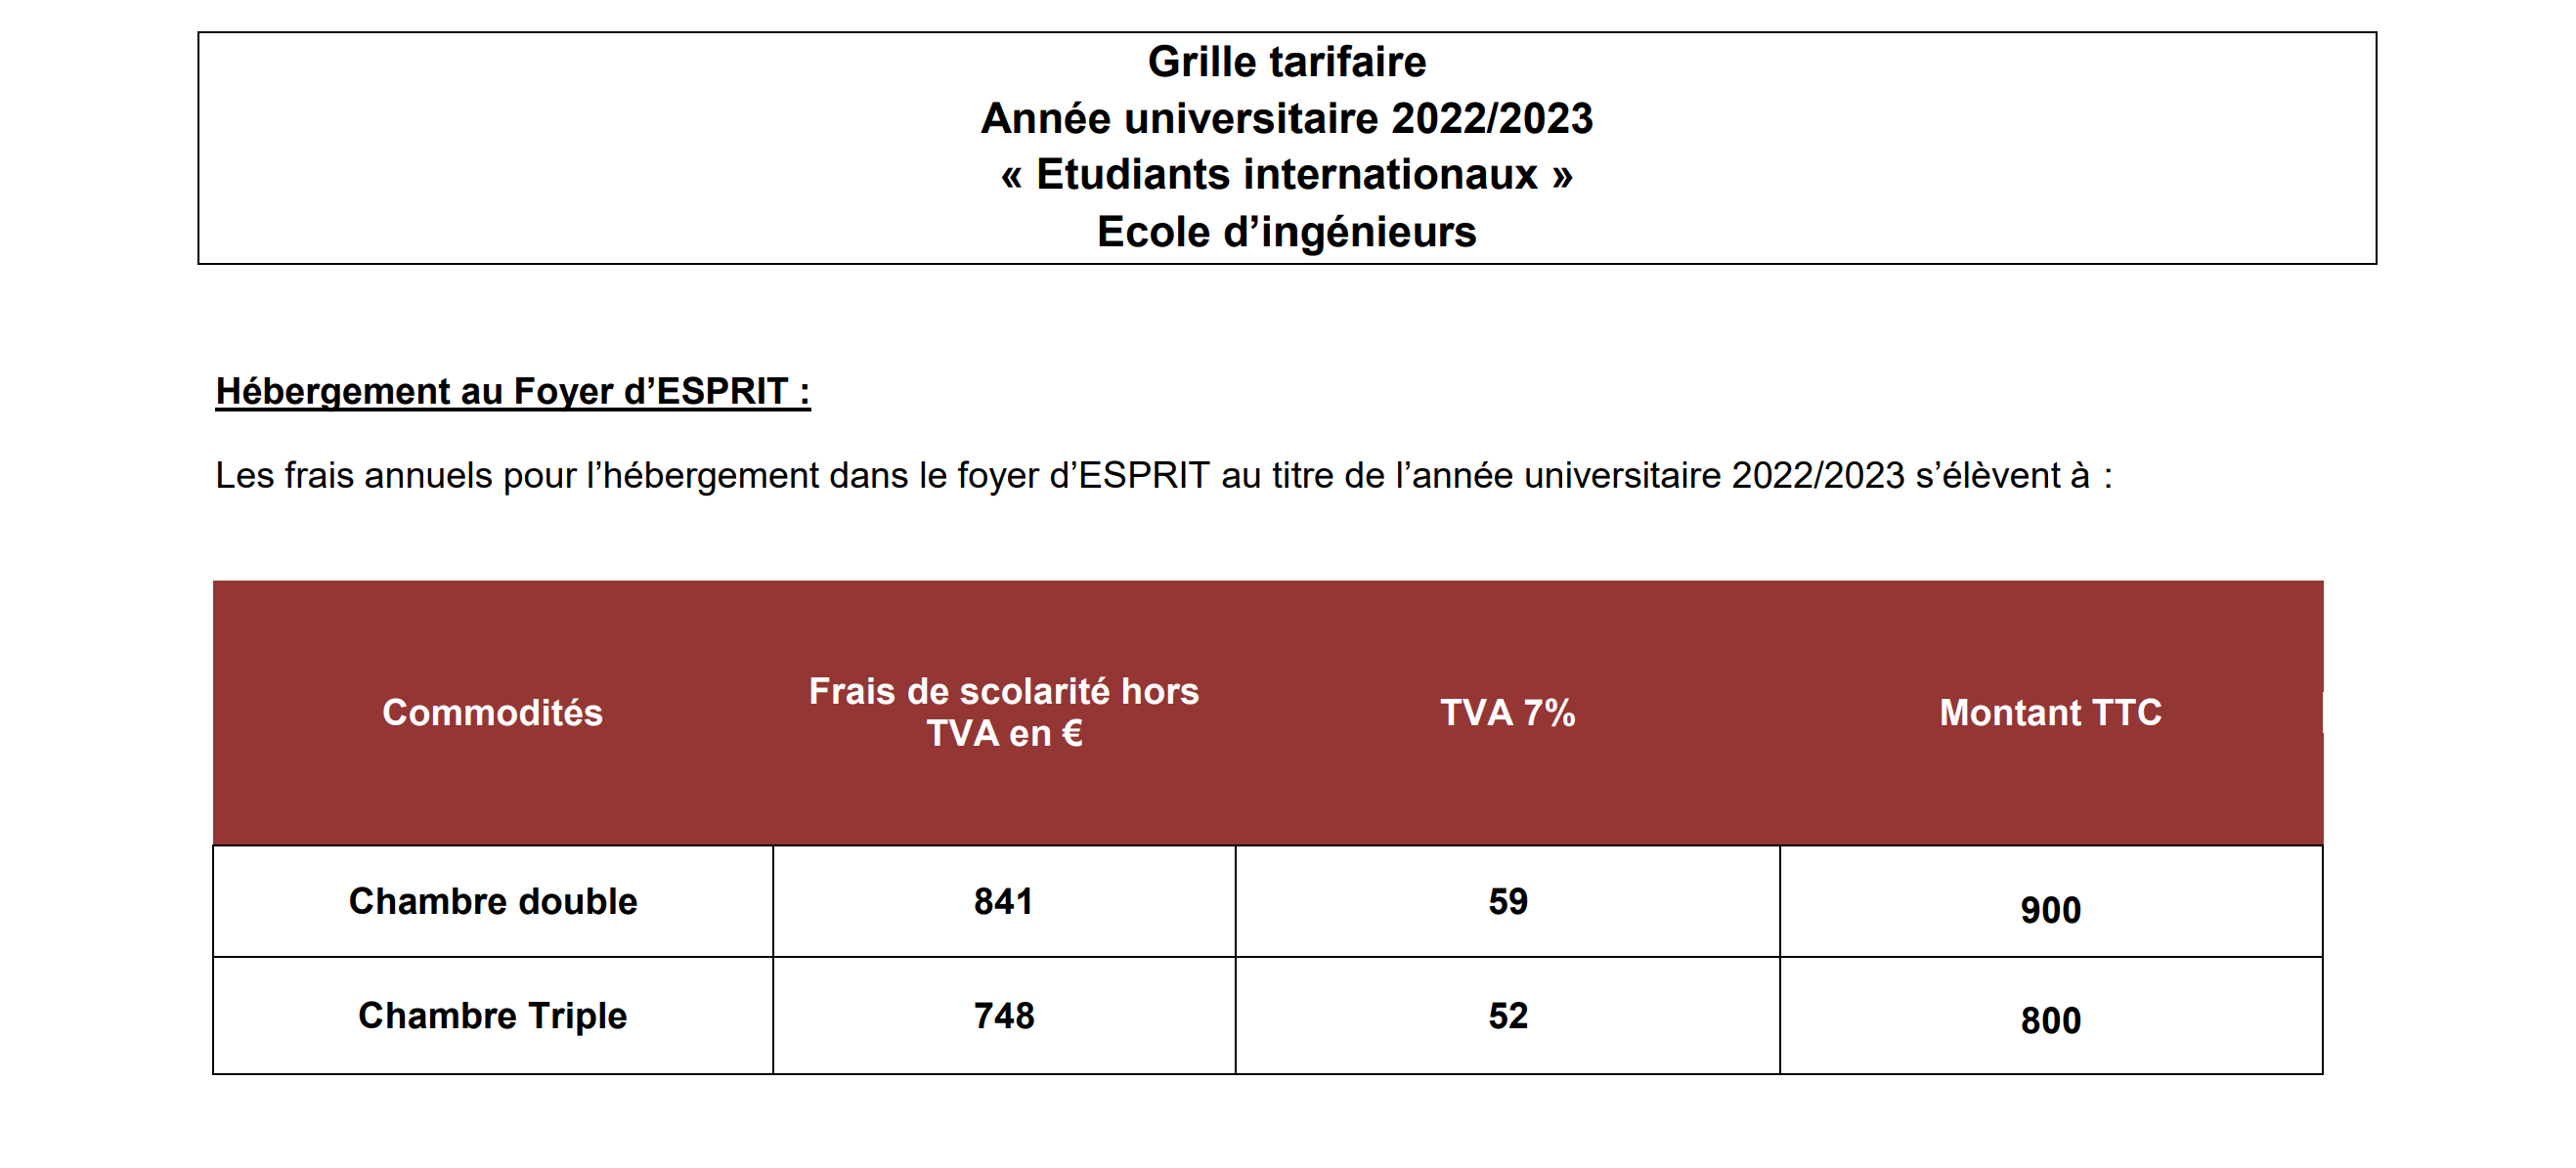 Grille tarifaire
Année universitaire 2022/2023
« Etudiants internationaux »
Ecole d’ingénieurs
Hébergement au Foyer d’ESPRIT :
Les frais annuels pour l’hébergement dans le foyer d’ESPRIT au titre de l’année universitaire 2022/2023 s’élèvent à :
Commodités
Frais de scolarité hors
TVA en €
TVA 7%
Montant TTC
Chambre double 841 59 900
Chambre Triple 748 52 800